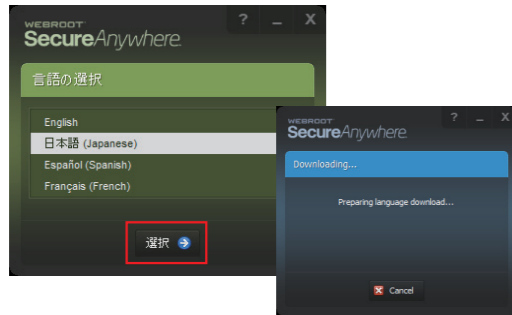 WEBROOT
SecureAnywhere.
? _ X
言語の選択
English
日本語 (Japanese)
Español (Spanish)
Français (French)
選択
WEBROOT
SecureAnywhere.
? _ X
Downloading...
Preparing language download...
Cancel